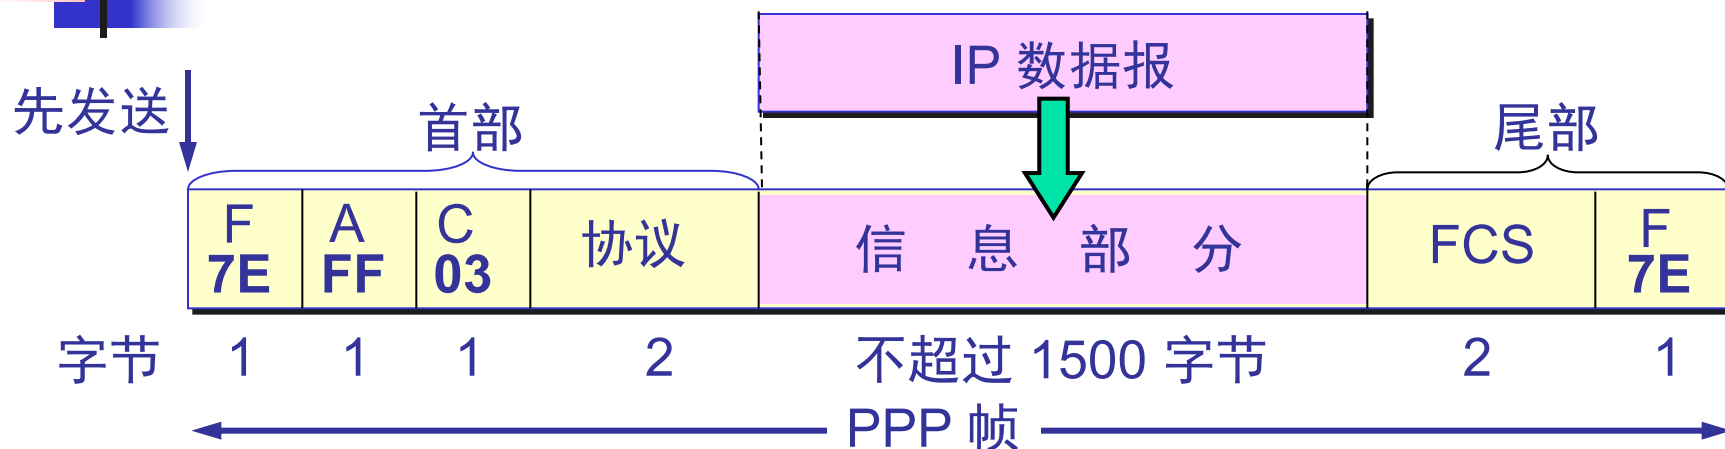 IP 数据报
先发送
首部
尾部
F A C 协议 信 息 部 分 FCS F
7E FF 03 7E
字节 1 1 1 2 不超过 1500 字节 2 1
PPP 帧